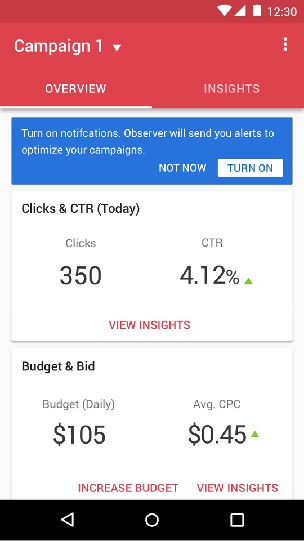 12:30
Campaign 1
OVERVIEW
INSIGHTS
Turn on notifcations. Observer will send you alerts to
optimize your campaigns.
NOT NOW
TURN ON
Clicks & CTR (Today)
Clicks
CTR
350
4.12%
VIEW INSIGHTS
Budget & Bid
Budget (Daily)
Avg. CPC
$105
$0.45
INCREASE BUDGET
VIEW INSIGHTS